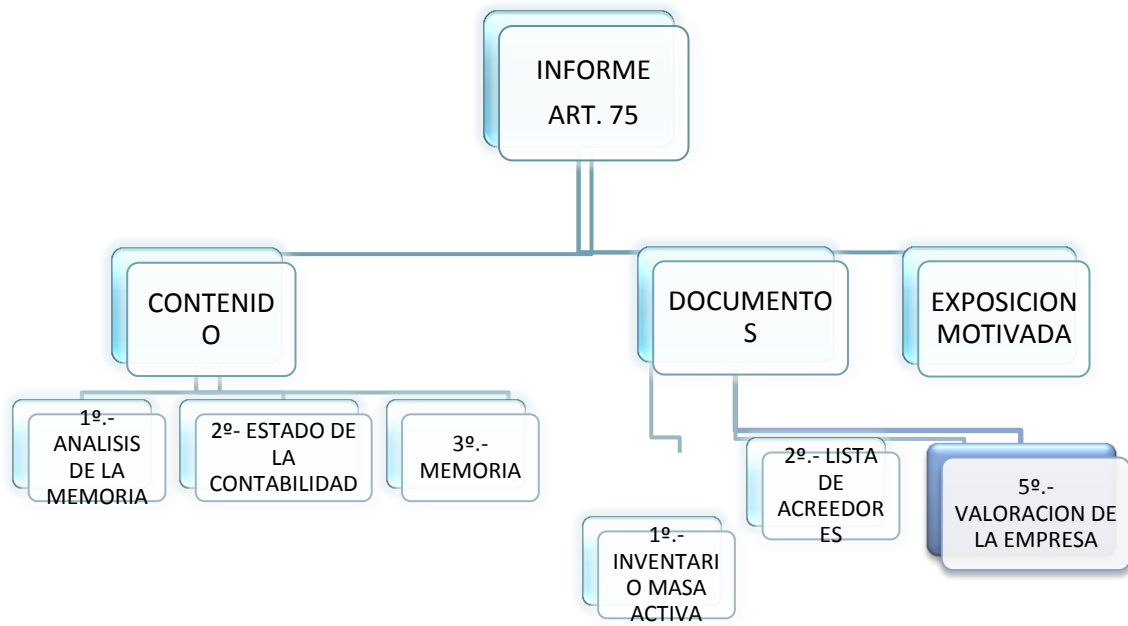 INFORME
ART. 75
CONTENID
O
DOCUMENTO
S
EXPOSICION
MOTIVADA
1º.-
ANALISIS
DE LA
MEMORIA
2º- ESTADO DE
LA
CONTABILIDAD
3º.-
MEMORIA
1º.-
INVENTARI
O MASA
ACTIVA
2º.- LISTA
DE
ACREEDOR
ES
5º.-
VALORACION DE
LA EMPRESA